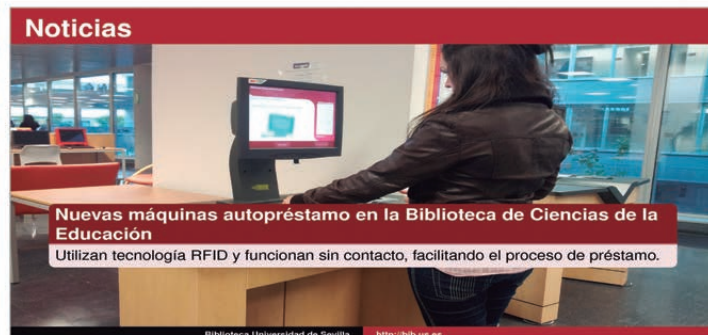 Noticias
Nuevas máquinas autopréstamo en la Biblioteca de Ciencias de la
Educación
Utilizan tecnología RFID y funcionan sin contacto, facilitando el proceso de préstamo.
Biblioteca Universidad de Sevilla
http://bib.us.es